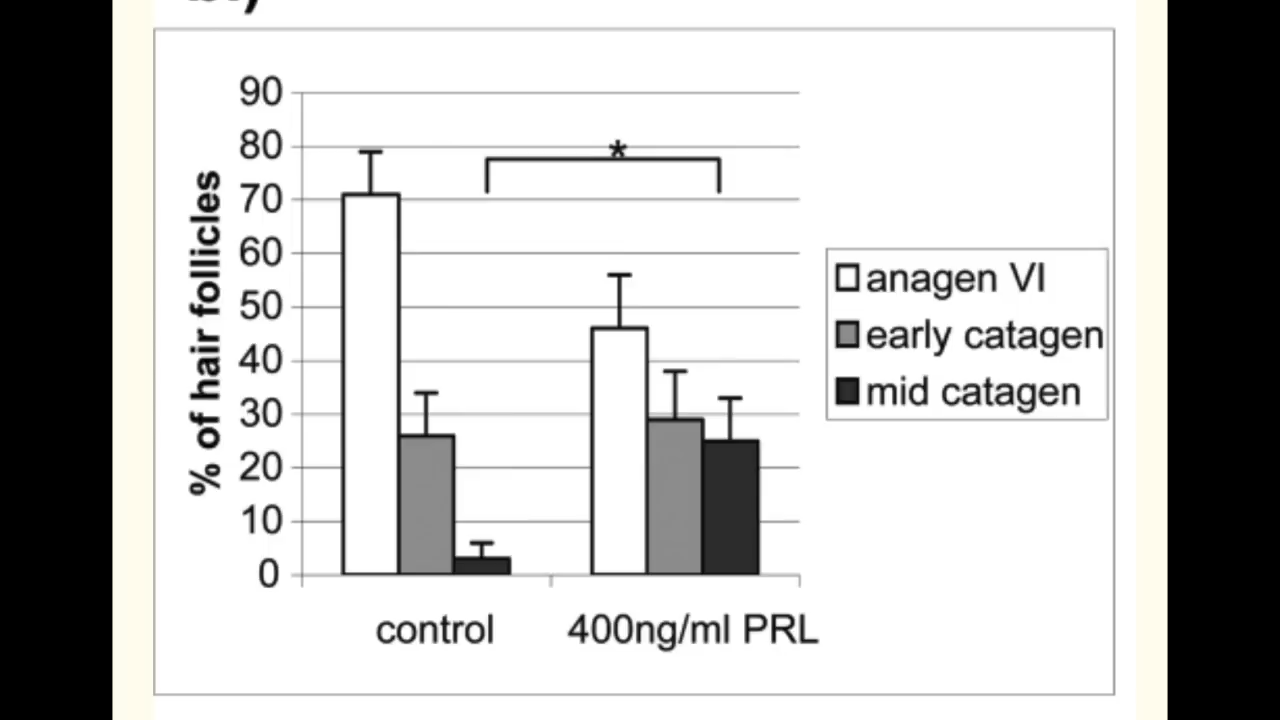 90
80
70
60
50
40
30
20
10
0
% of hair follicles
*
control
400ng/ml PRL
anagen VI
early catagen
mid catagen